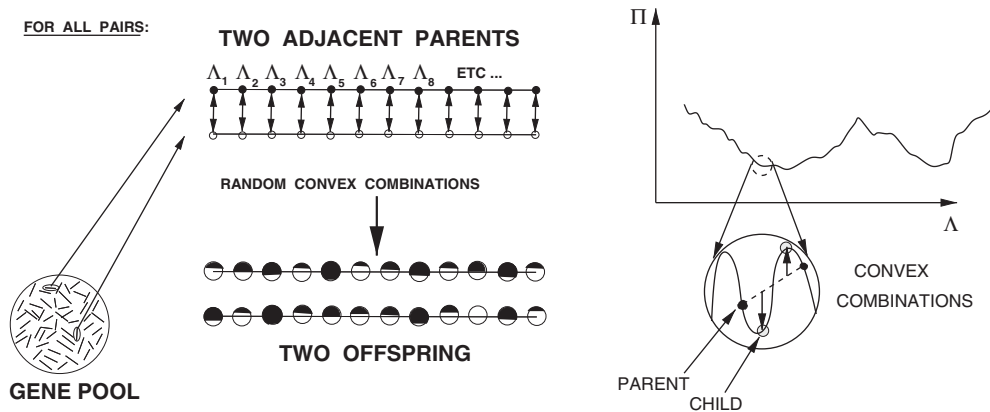 FOR ALL PAIRS:
TWO ADJACENT PARENTS
Λ1 Λ2 Λ3 Λ4 Λ5 Λ6 Λ7 Λ8 ETC ...
RANDOM CONVEX COMBINATIONS
TWO OFFSPRING
GENE POOL
Π
Λ
CONVEX
COMBINATIONS
PARENT
CHILD